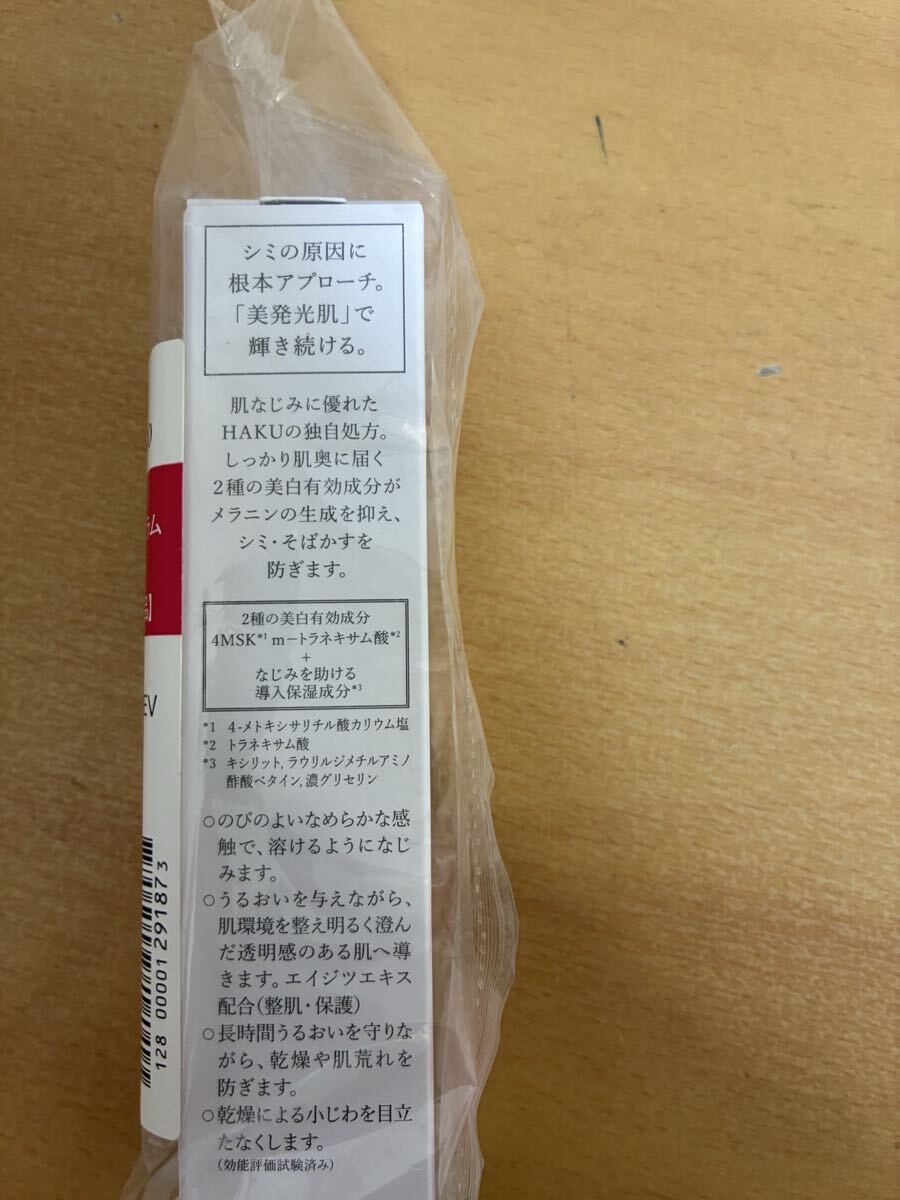 シミの原因に
根本アプローチ。
「美発光肌」で
輝き続ける。
肌なじみに優れた
HAKUの独自処方。
しっかり肌奥に届く
2種の美白有効成分が
メラニンの生成を抑え、
シミ・そばかすを
防ぎます。
2種の美白有効成分
4MSK*1 m−トラネキサム酸*2
+
なじみを助ける
導入保湿成分*3
*1 4-メトキシサリチル酸カリウム塩
*2 トラネキサム酸
*3 キシリット, ラウリルジメチルアミノ
酢酸ベタイン, 濃グリセリン
○のびのよいなめらかな感
触で、溶けるようになじ
みます。
○うるおいを与えながら、
肌環境を整え明るく澄ん
だ透明感のある肌へ導
きます。エイジツエキス
配合(整肌・保護)
○長時間うるおいを守りな
がら、乾燥や肌荒れを
防ぎます。
○乾燥による小じわを目立
たなくします。
(効能評価試験済み)
ラム
EV
128 00001 291873